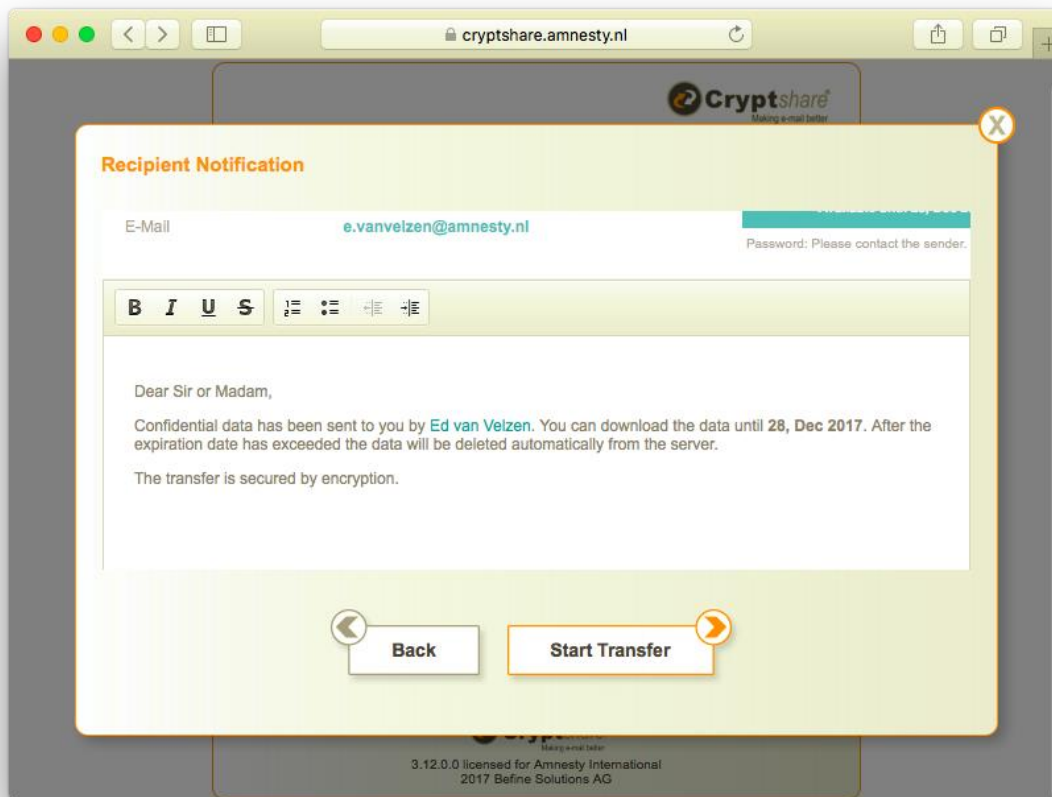 cryptshare.amnesty.nl
Cryptshare
Making e-mail better
X
Recipient Notification
E-Mail
e.vanvelzen@amnesty.nl
Password: Please contact the sender.
B I U S
Dear Sir or Madam,
Confidential data has been sent to you by Ed van Velzen. You can download the data until 28, Dec 2017. After the
expiration date has exceeded the data will be deleted automatically from the server.
The transfer is secured by encryption.
Back
Start Transfer
Making e-mail better
3.12.0.0 licensed for Amnesty International
2017 Befine Solutions AG